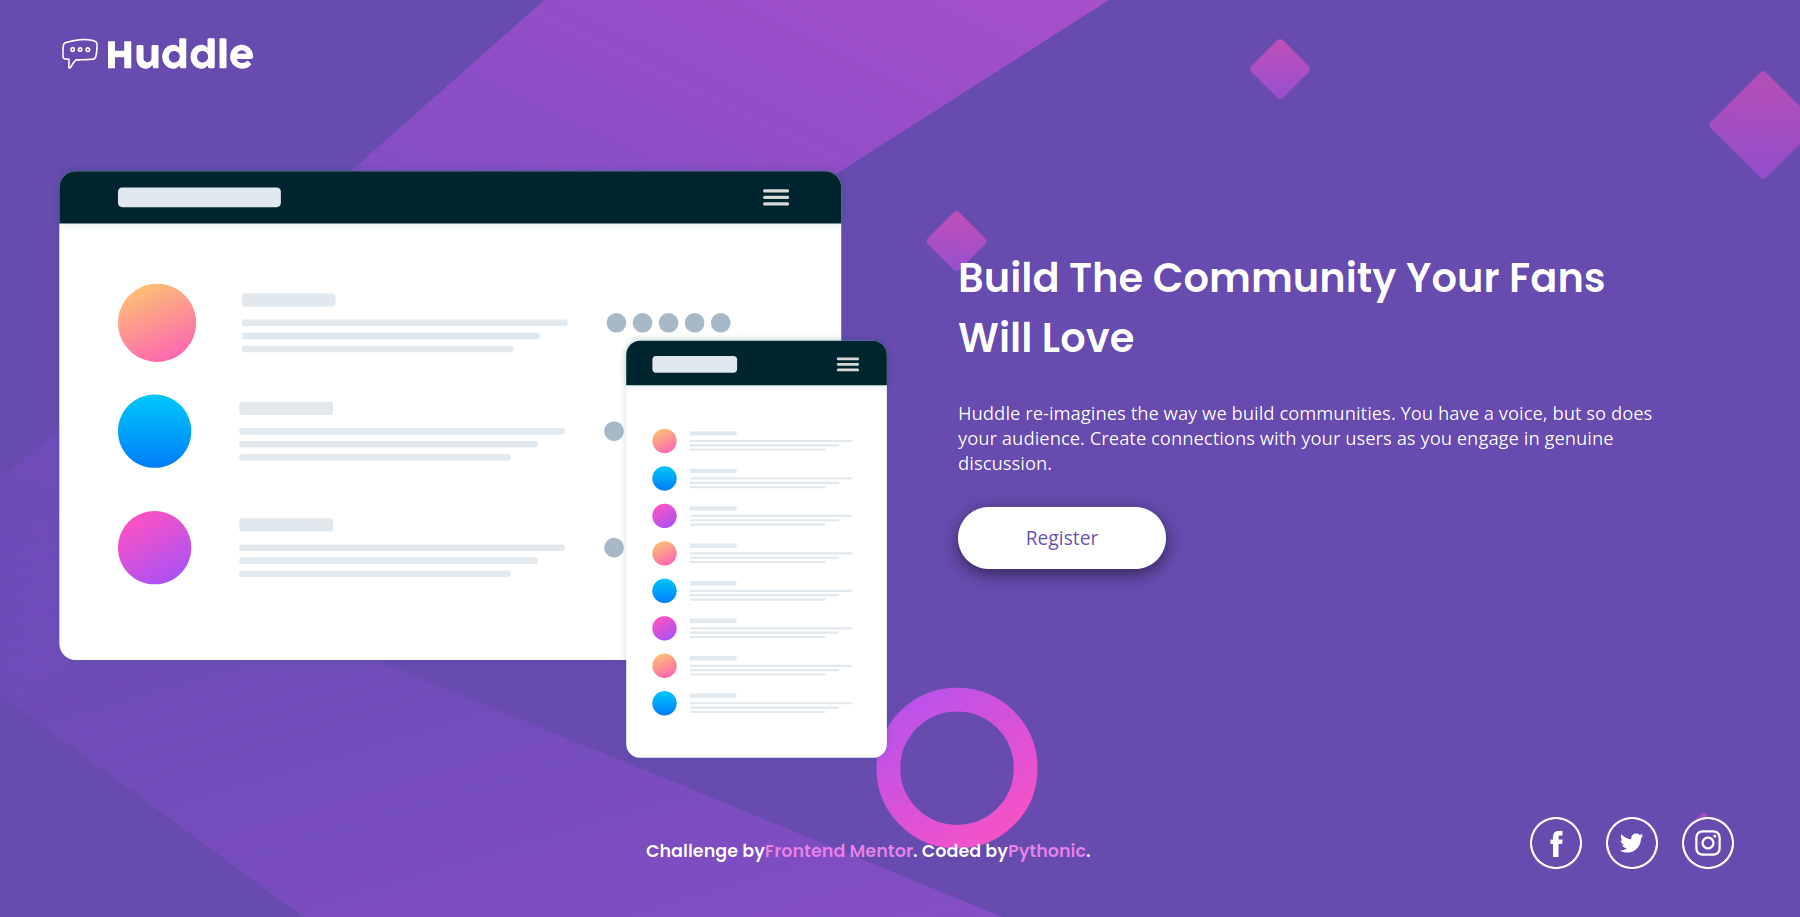 Huddle
Build The Community Your Fans
Will Love
Huddle re-imagines the way we build communities. You have a voice, but so does
your audience. Create connections with your users as you engage in genuine
discussion.
Register
Challenge byFrontend Mentor. Coded byPythonic.